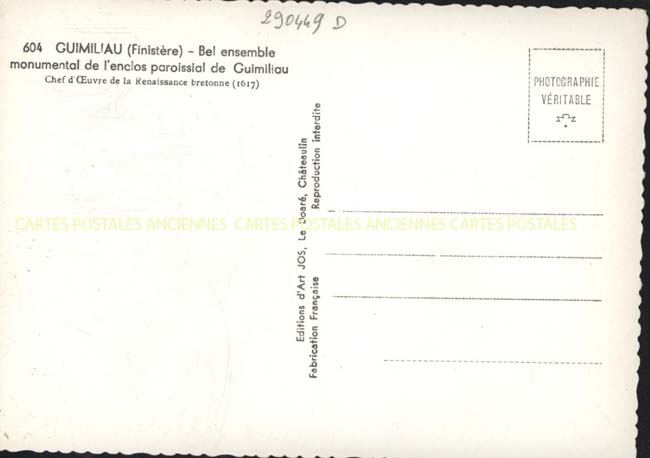 290449 D
604 GUIMILIAU (Finistère) - Bel ensemble
monumental de l'enclos paroissial de Guimiliau
Chef d'Œuvre de la Renaissance bretonne (1617)
PHOTOGRAPHIE
VÉRITABLE
Editions d'Art JOS, Le Doaré, Châteaulin
Reproduction interdite
Fabrication Française
CARTES POSTALES ANCIENNES CARTES POSTALES ANCIENNES CARTES POSTALES